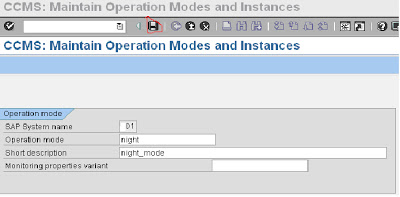 CCMS: Maintain Operation Modes and Instances
CCMS: Maintain Operation Modes and Instances
Operation mode
SAP System name 01
Operation mode night
Short description night_mode
Monitoring properties variant